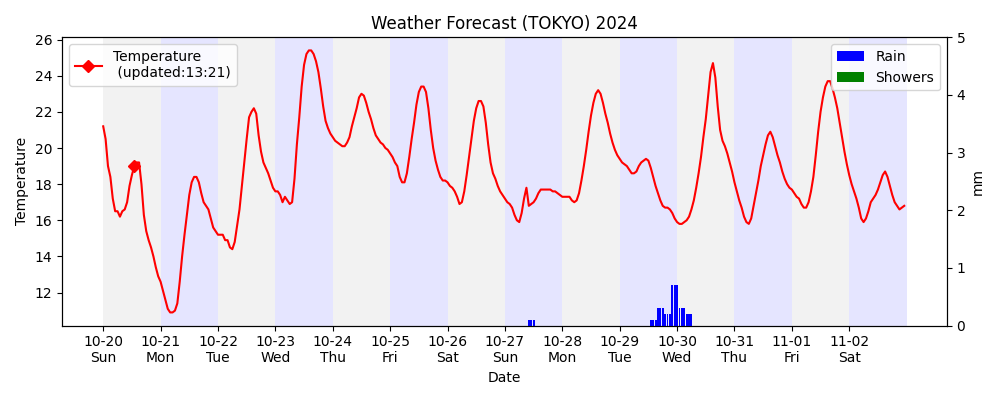 Weather Forecast (TOKYO) 2024
Temperature
(updated:13:21)
Rain
Showers
26
24
22
20
18
16
14
12
Temperature
5
4
3
2
1
0
mm
10-20 10-21 10-22 10-23 10-24 10-25 10-26 10-27 10-28 10-29 10-30 10-31 11-01 11-02
Sun Mon Tue Wed Thu Fri Sat Sun Mon Tue Wed Thu Fri Sat
Date